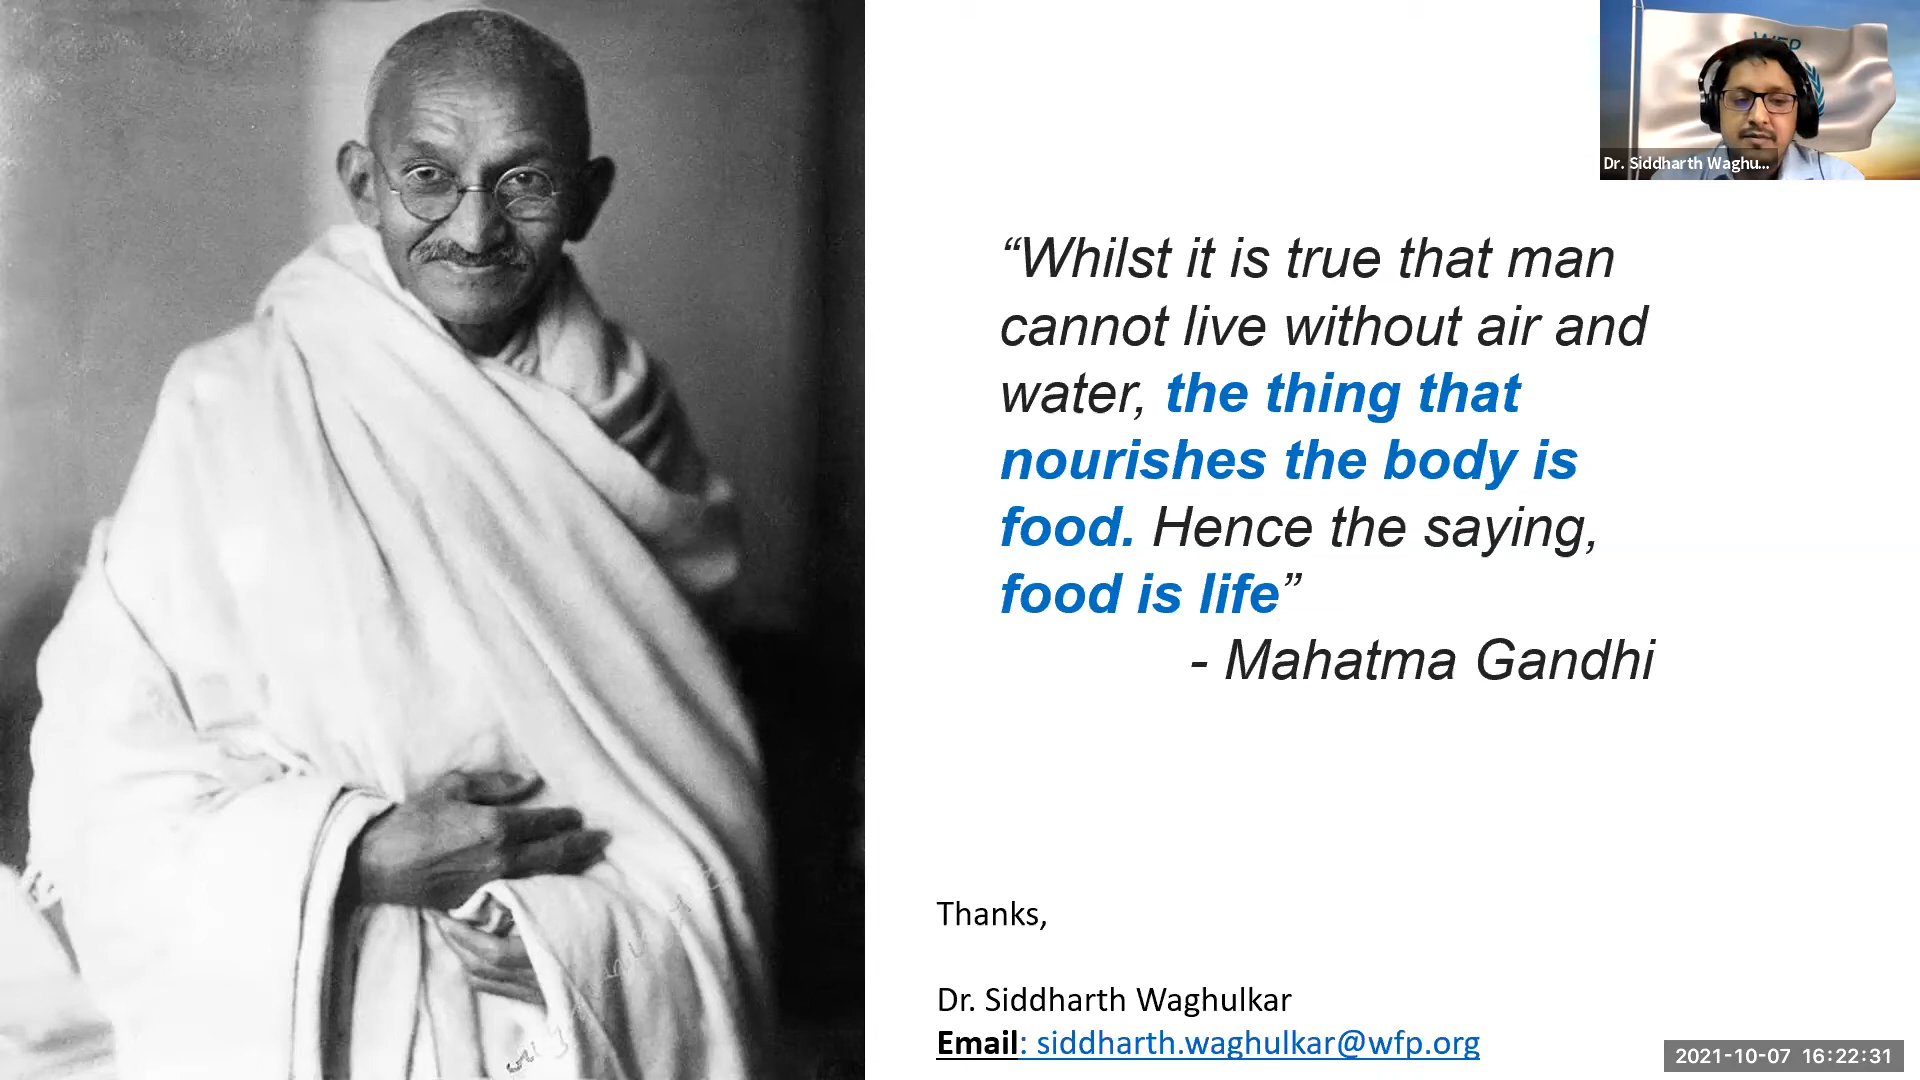 WFP
Dr. Siddharth Waghu...
“Whilst it is true that man
cannot live without air and
water, the thing that
nourishes the body is
food. Hence the saying,
food is life”
- Mahatma Gandhi
Thanks,
Dr. Siddharth Waghulkar
Email: siddharth.waghulkar@wfp.org
2021-10-07 16:22:31